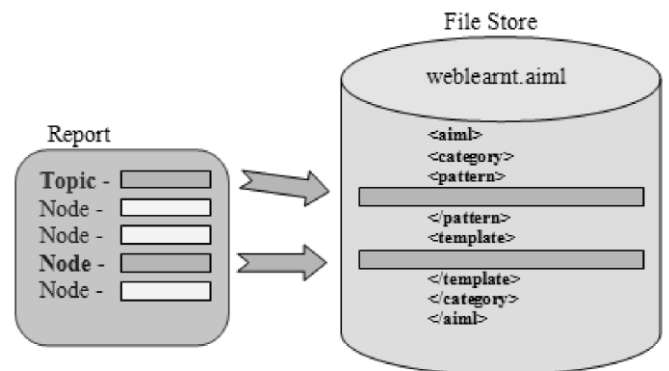 File Store
weblearnt.aiml
Report
Topic -
Node -
Node -
Node -
Node -
<aiml>
<category>
<pattern>
</pattern>
<template>
</template>
</category>
</aiml>